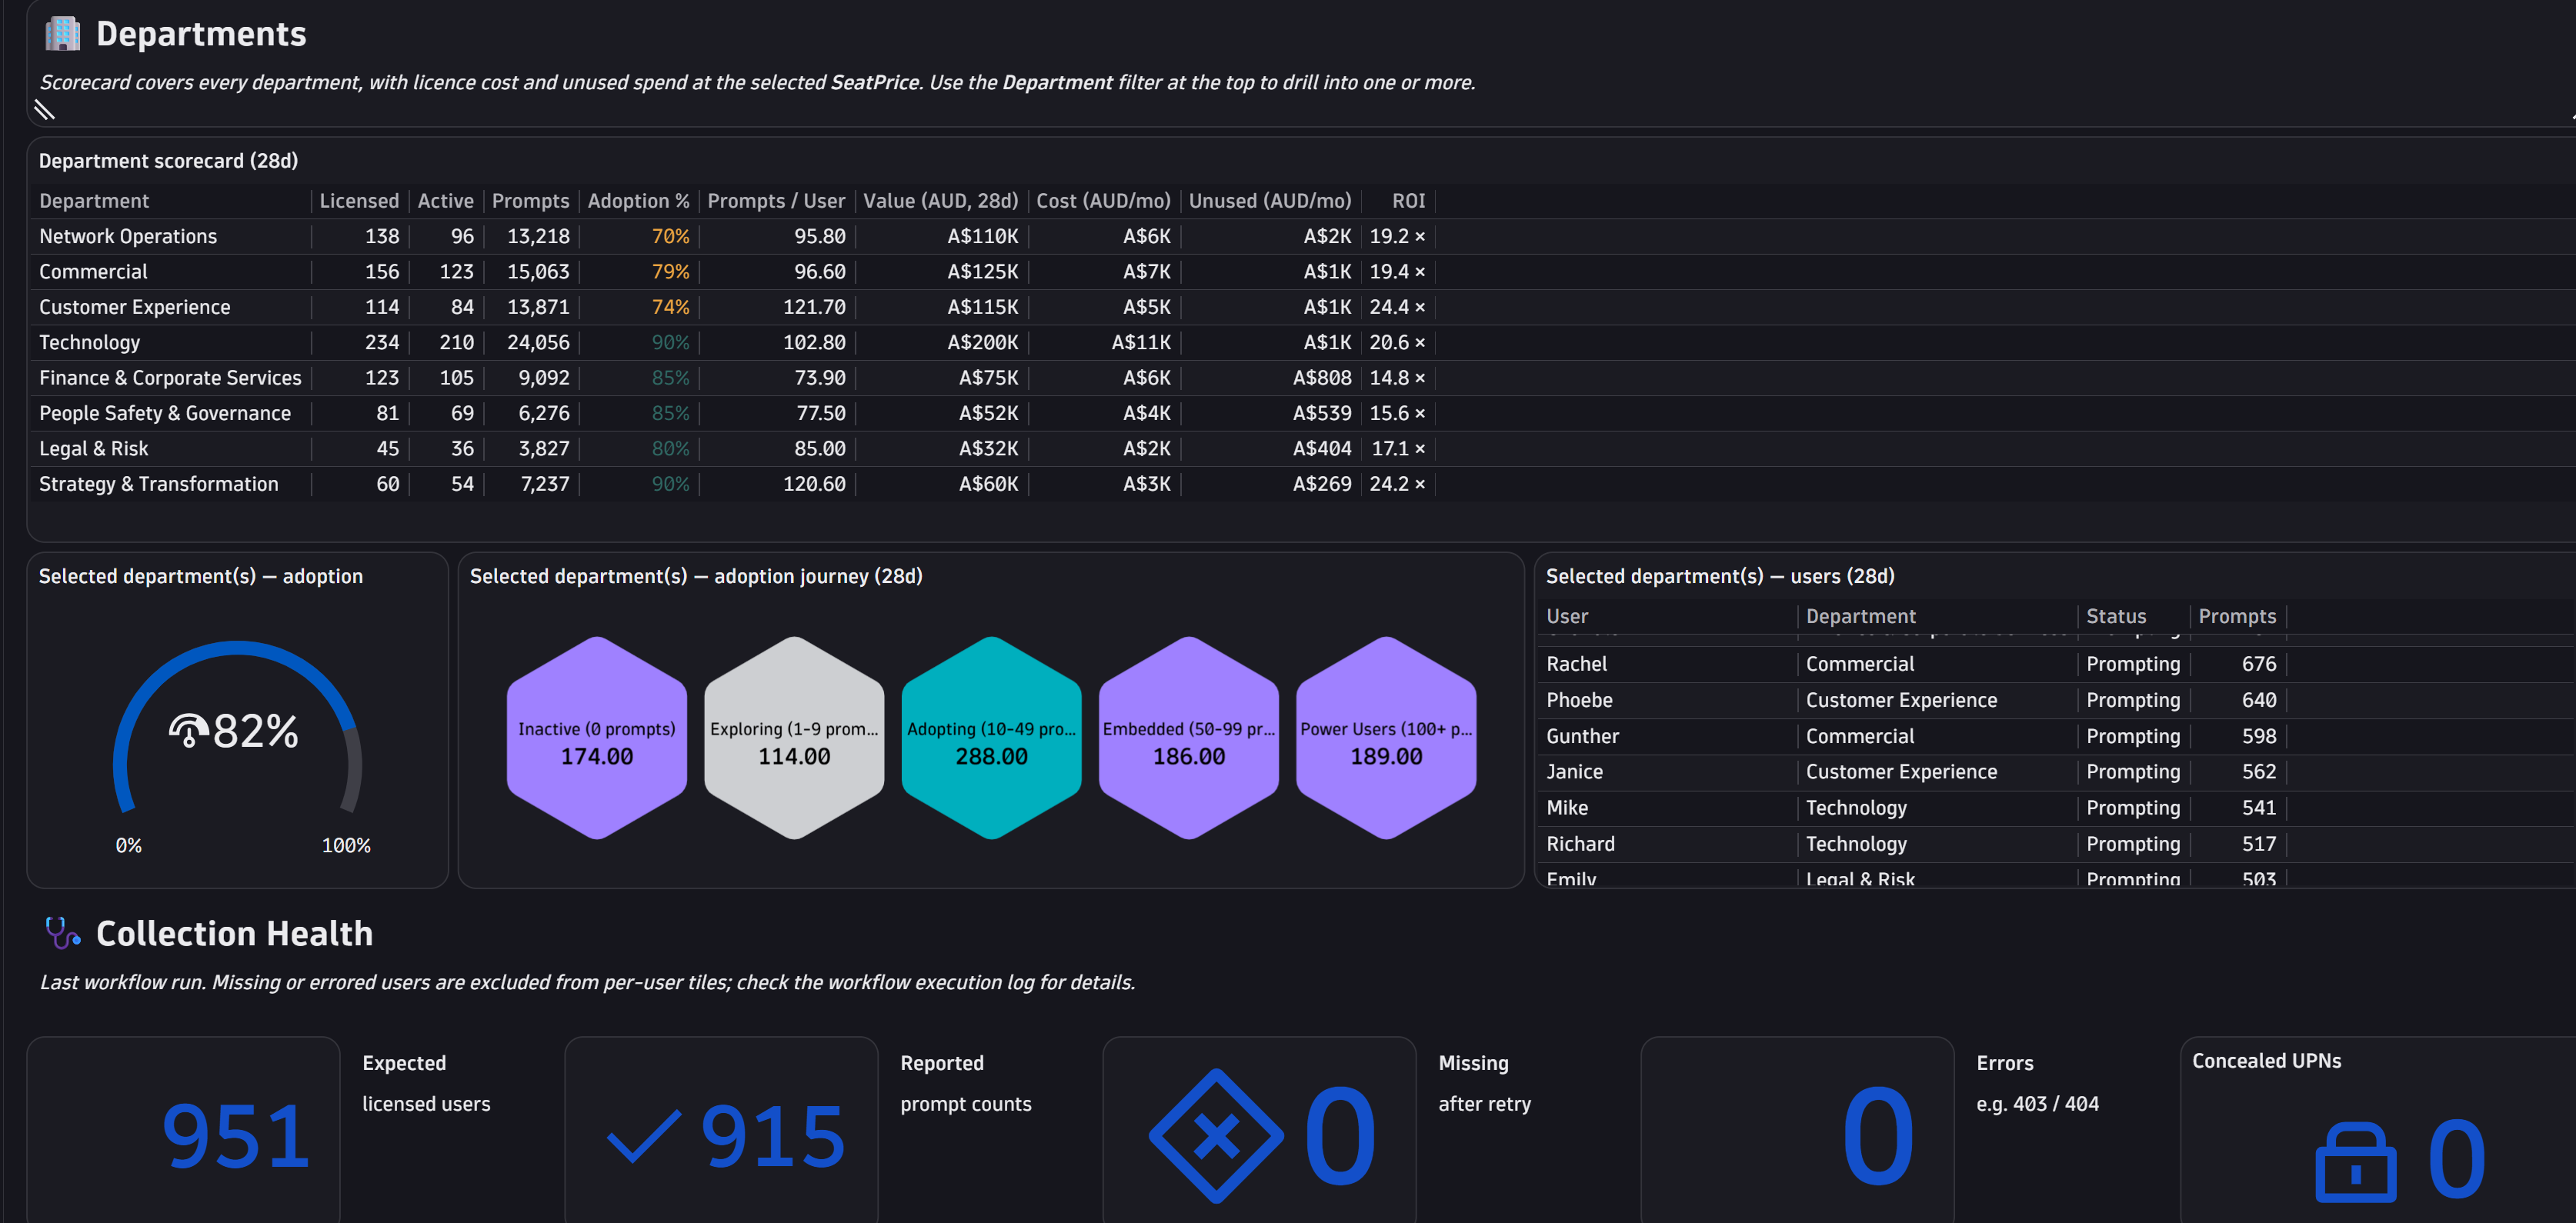 Departments
Scorecard covers every department, with licence cost and unused spend at the selected SeatPrice. Use the Department filter at the top to drill into one or more.
Department scorecard (28d)
Department Licensed Active Prompts Adoption % Prompts / User Value (AUD, 28d) Cost (AUD/mo) Unused (AUD/mo) ROI
Network Operations 138 96 13,218 70% 95.80 A$110K A$6K A$2K 19.2 ×
Commercial 156 123 15,063 79% 96.60 A$125K A$7K A$1K 19.4 ×
Customer Experience 114 84 13,871 74% 121.70 A$115K A$5K A$1K 24.4 ×
Technology 234 210 24,056 90% 102.80 A$200K A$11K A$1K 20.6 ×
Finance & Corporate Services 123 105 9,092 85% 73.90 A$75K A$6K A$808 14.8 ×
People Safety & Governance 81 69 6,276 85% 77.50 A$52K A$4K A$539 15.6 ×
Legal & Risk 45 36 3,827 80% 85.00 A$32K A$2K A$404 17.1 ×
Strategy & Transformation 60 54 7,237 90% 120.60 A$60K A$3K A$269 24.2 ×
Selected department(s) — adoption
82%
0% 100%
Selected department(s) — adoption journey (28d)
Inactive (0 prompts)
174.00
Exploring (1-9 prom...
114.00
Adopting (10-49 pro...
288.00
Embedded (50-99 pr...
186.00
Power Users (100+ p...
189.00
Selected department(s) — users (28d)
User Department Status Prompts
Rachel Commercial Prompting 676
Phoebe Customer Experience Prompting 640
Gunther Commercial Prompting 598
Janice Customer Experience Prompting 562
Mike Technology Prompting 541
Richard Technology Prompting 517
Emily Legal & Risk Prompting 503
Collection Health
Last workflow run. Missing or errored users are excluded from per-user tiles; check the workflow execution log for details.
951
Expected
licensed users
915
Reported
prompt counts
0
Missing
after retry
0
Errors
e.g. 403 / 404
Concealed UPNs
0